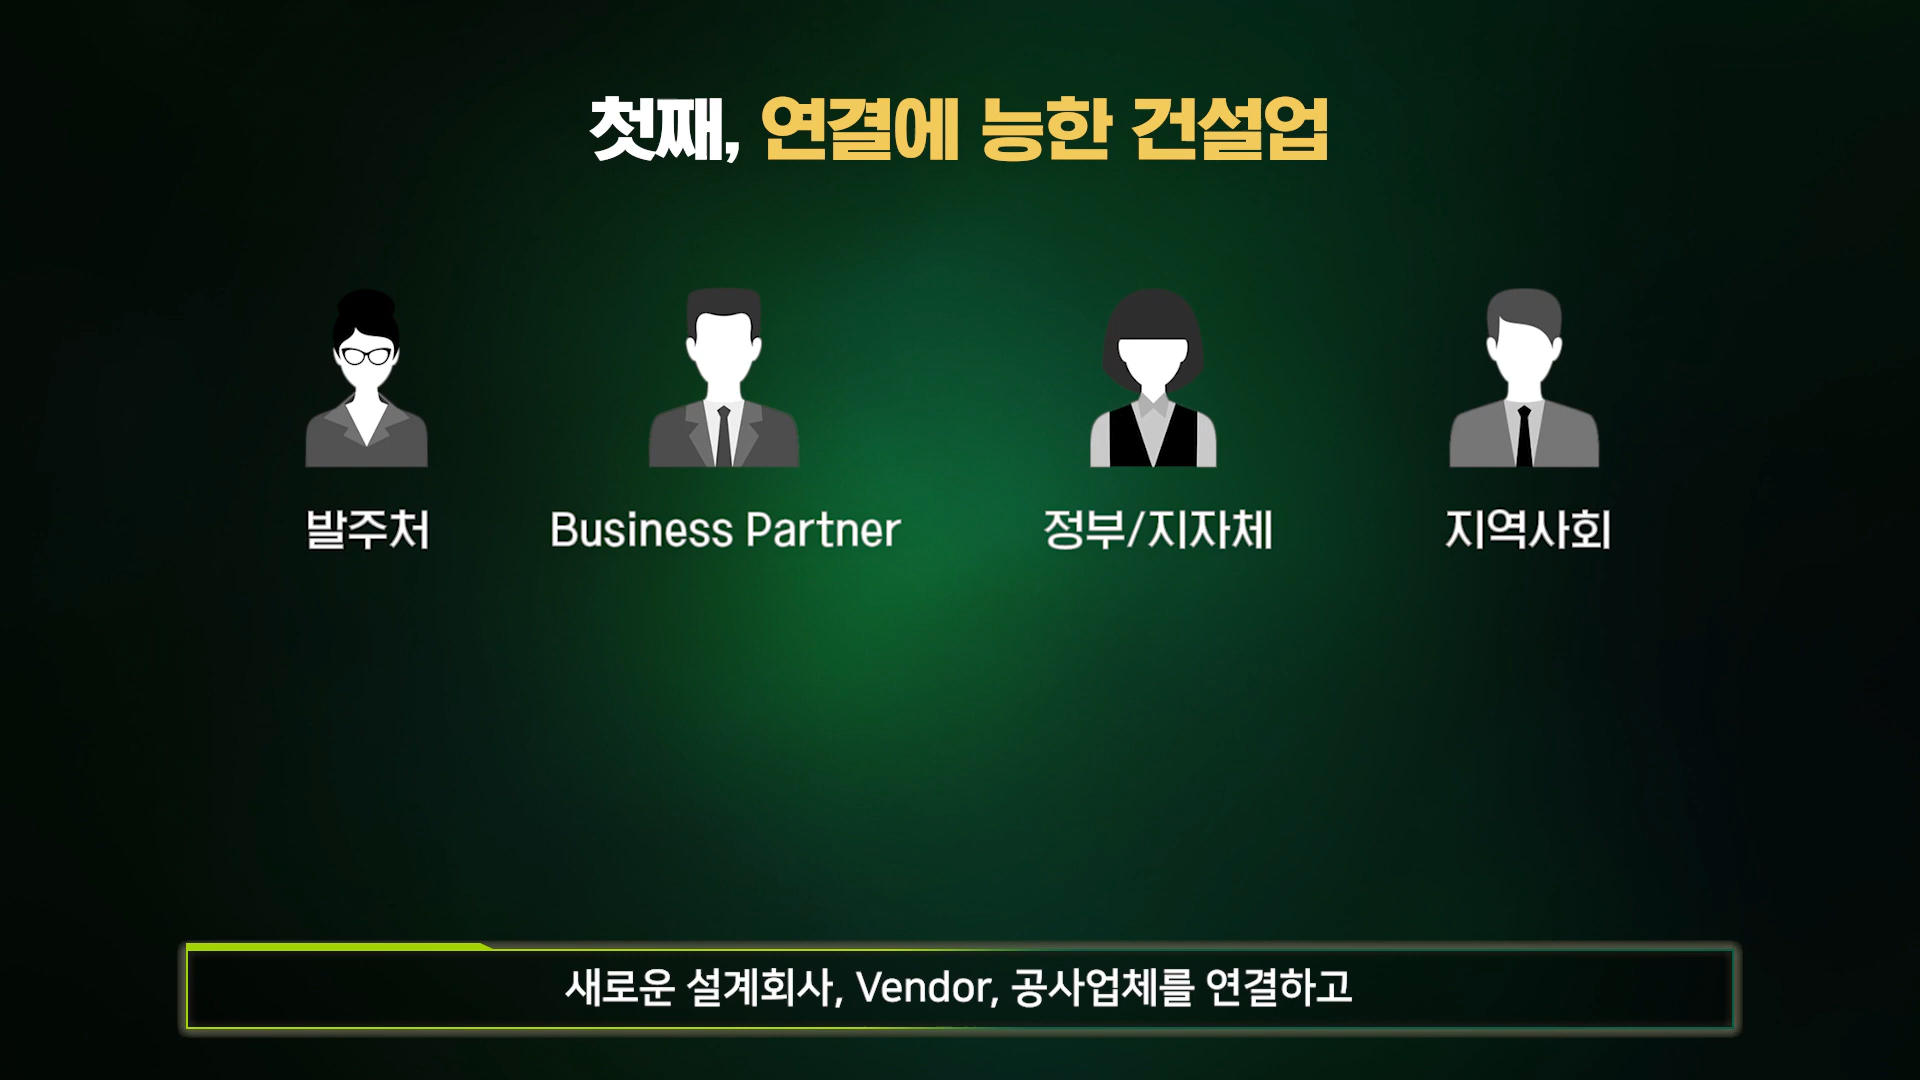 첫째, 연결에 능한 건설업
발주처
Business Partner
정부/지자체
지역사회
새로운 설계회사, Vendor, 공사업체를 연결하고